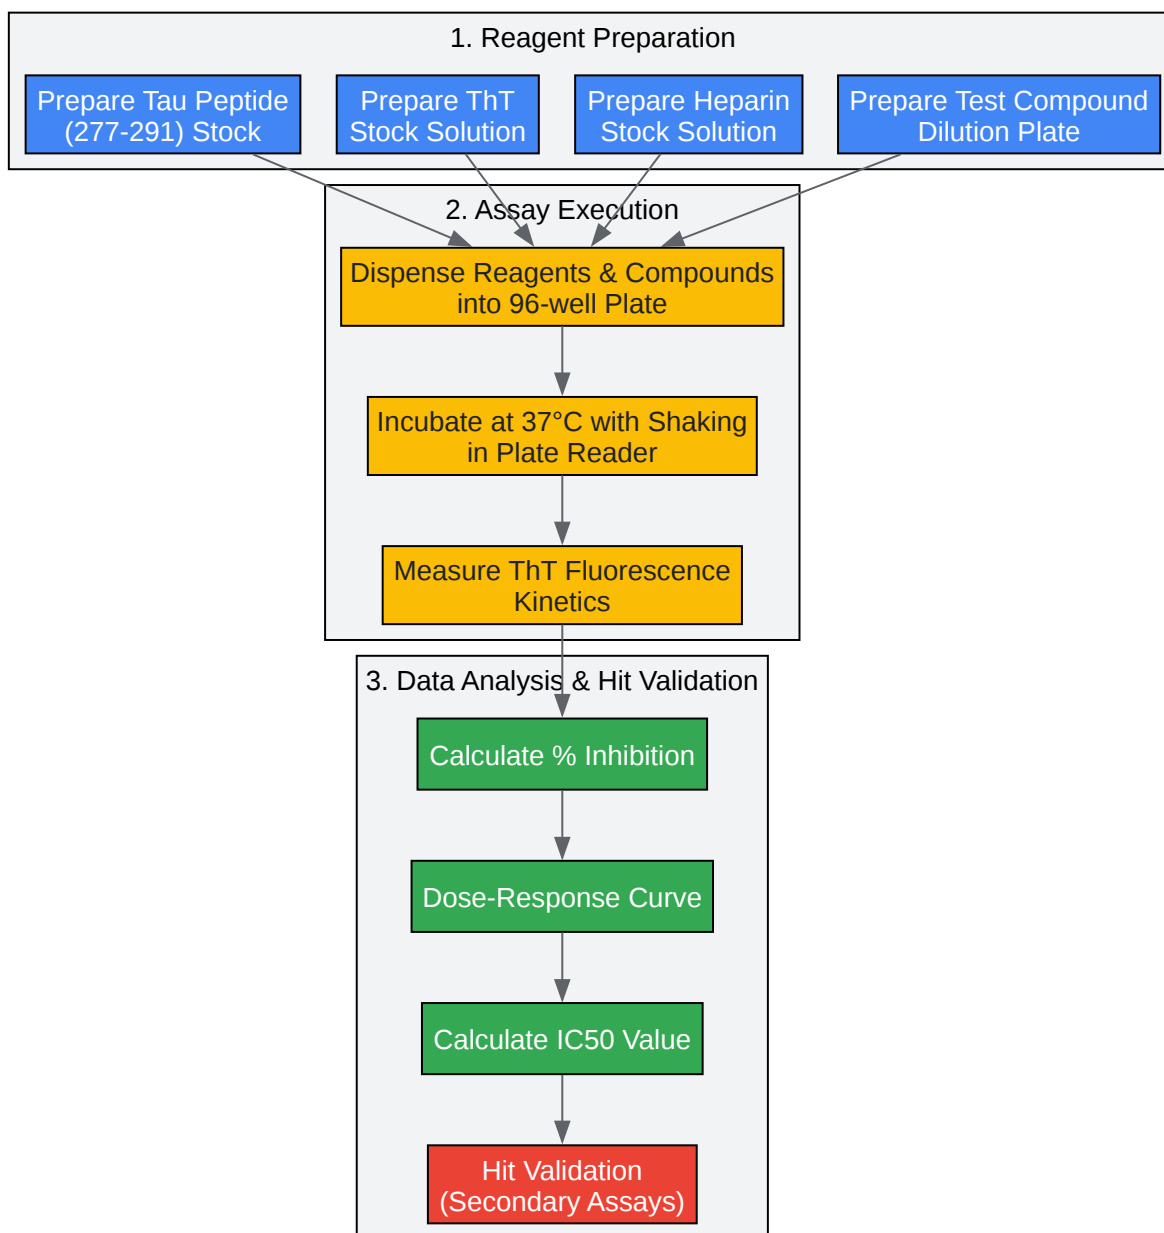 1. Reagent Preparation
Prepare Tau Peptide
(277-291) Stock
Prepare ThT
Stock Solution
Prepare Heparin
Stock Solution
Prepare Test Compound
Dilution Plate
2. Assay Execution
Dispense Reagents & Compounds
into 96-well Plate
Incubate at 37°C with Shaking
in Plate Reader
Measure ThT Fluorescence
Kinetics
3. Data Analysis & Hit Validation
Calculate % Inhibition
Dose-Response Curve
Calculate IC50 Value
Hit Validation
(Secondary Assays)